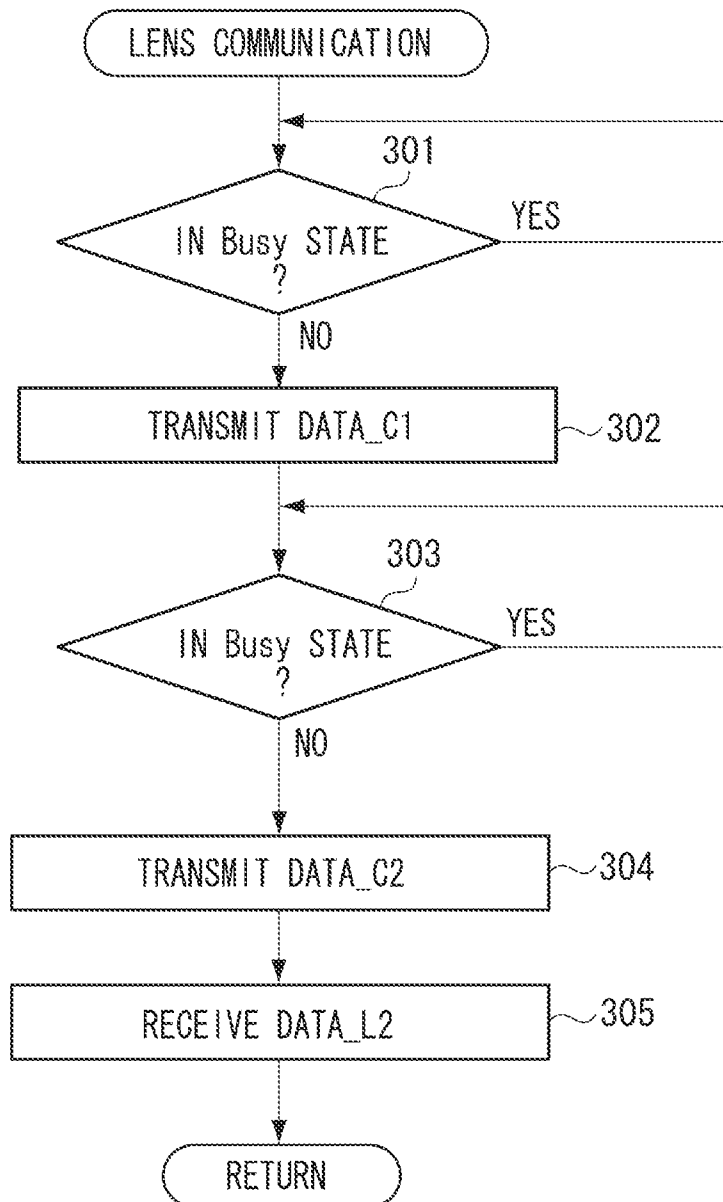 LENS COMMUNICATION
301
IN Busy STATE
?
YES
NO
TRANSMIT DATA_C1
302
303
IN Busy STATE
?
YES
NO
TRANSMIT DATA_C2
304
RECEIVE DATA_L2
305
RETURN